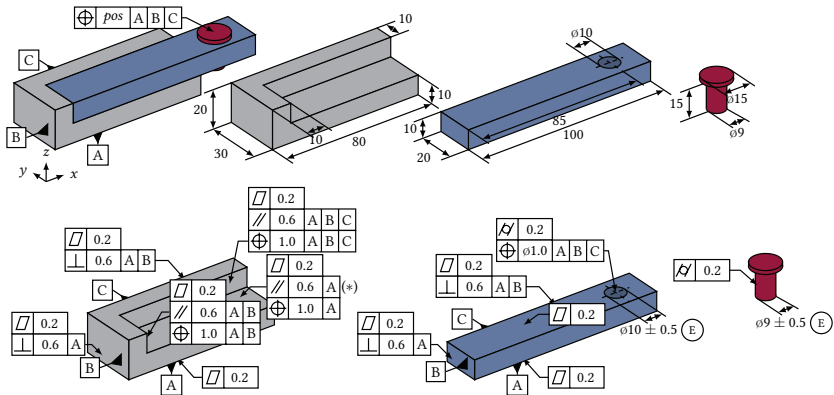 ⌖ pos A B C
C
B
A
z
y
x
10
20
30
10
80
10
ø10
10
20
85
100
15
ø15
ø9
⏥ 0.2
⟂ 0.6 A B
⏥ 0.2
⫽ 0.6 A B C
⌖ 1.0 A B C
⏥ 0.2
⫽ 0.6 A (*)
⌖ 1.0 A
⏥ 0.2
⫽ 0.6 A B
⌖ 1.0 A B
⏥ 0.2
⟂ 0.6 A
C
B
A
⏥ 0.2
⌭ 0.2
⌖ ø1.0 A B C
⏥ 0.2
⟂ 0.6 A B
C
⏥ 0.2
⏥ 0.2
⟂ 0.6 A
B
A
⏥ 0.2
ø10 ± 0.5 Ⓔ
⌭ 0.2
ø9 ± 0.5 Ⓔ